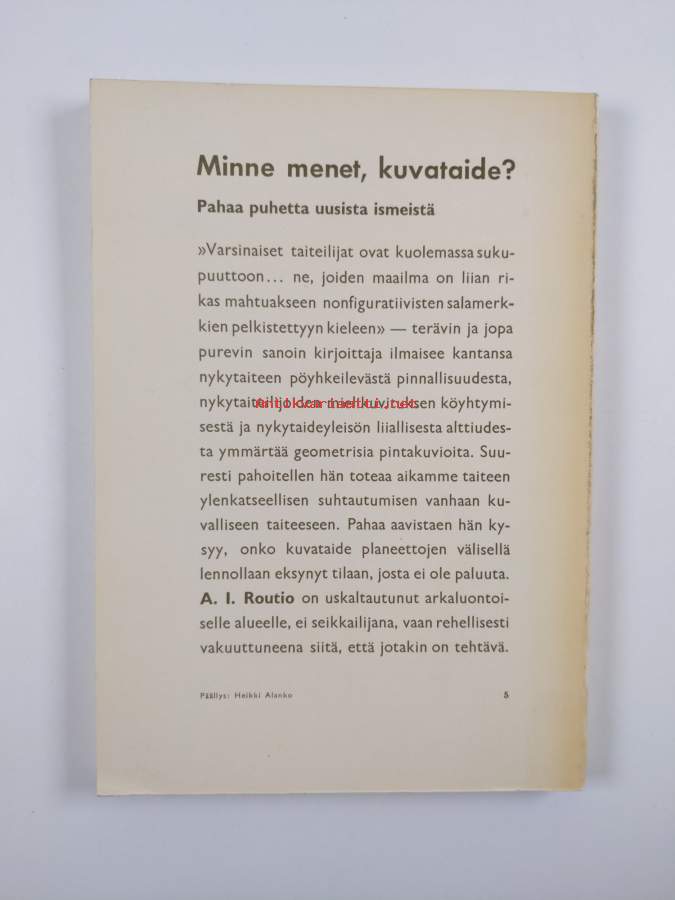 Minne menet, kuvataide?
Pahaa puhetta uusista ismeistä
»Varsinaiset taiteilijat ovat kuolemassa suku-
puuttoon... ne, joiden maailma on liian ri-
kas mahtuakseen nonfiguratiivisten salamerk-
kien pelkistettyyn kieleen» — terävin ja jopa
purevin sanoin kirjoittaja ilmaisee kantansa
nykytaiteen pöyhkeilevästä pinnallisuudesta,
nykytaiteilijoiden mielikuvituksen köyhtymi-
sestä ja nykytaideyleisön liiallisesta alttiudes-
ta ymmärtää geometrisia pintakuvioita. Suu-
resti pahoitellen hän toteaa aikamme taiteen
ylenkatseellisen suhtautumisen vanhaan ku-
valliseen taiteeseen. Pahaa aavistaen hän ky-
syy, onko kuvataide planeettojen välisellä
lennollaan eksynyt tilaan, josta ei ole paluuta.
A. I. Routio on uskaltautunut arkaluontoi-
selle alueelle, ei seikkailijana, vaan rehellisesti
vakuuttuneena siitä, että jotakin on tehtävä.
Päällys: Heikki Alanko 5